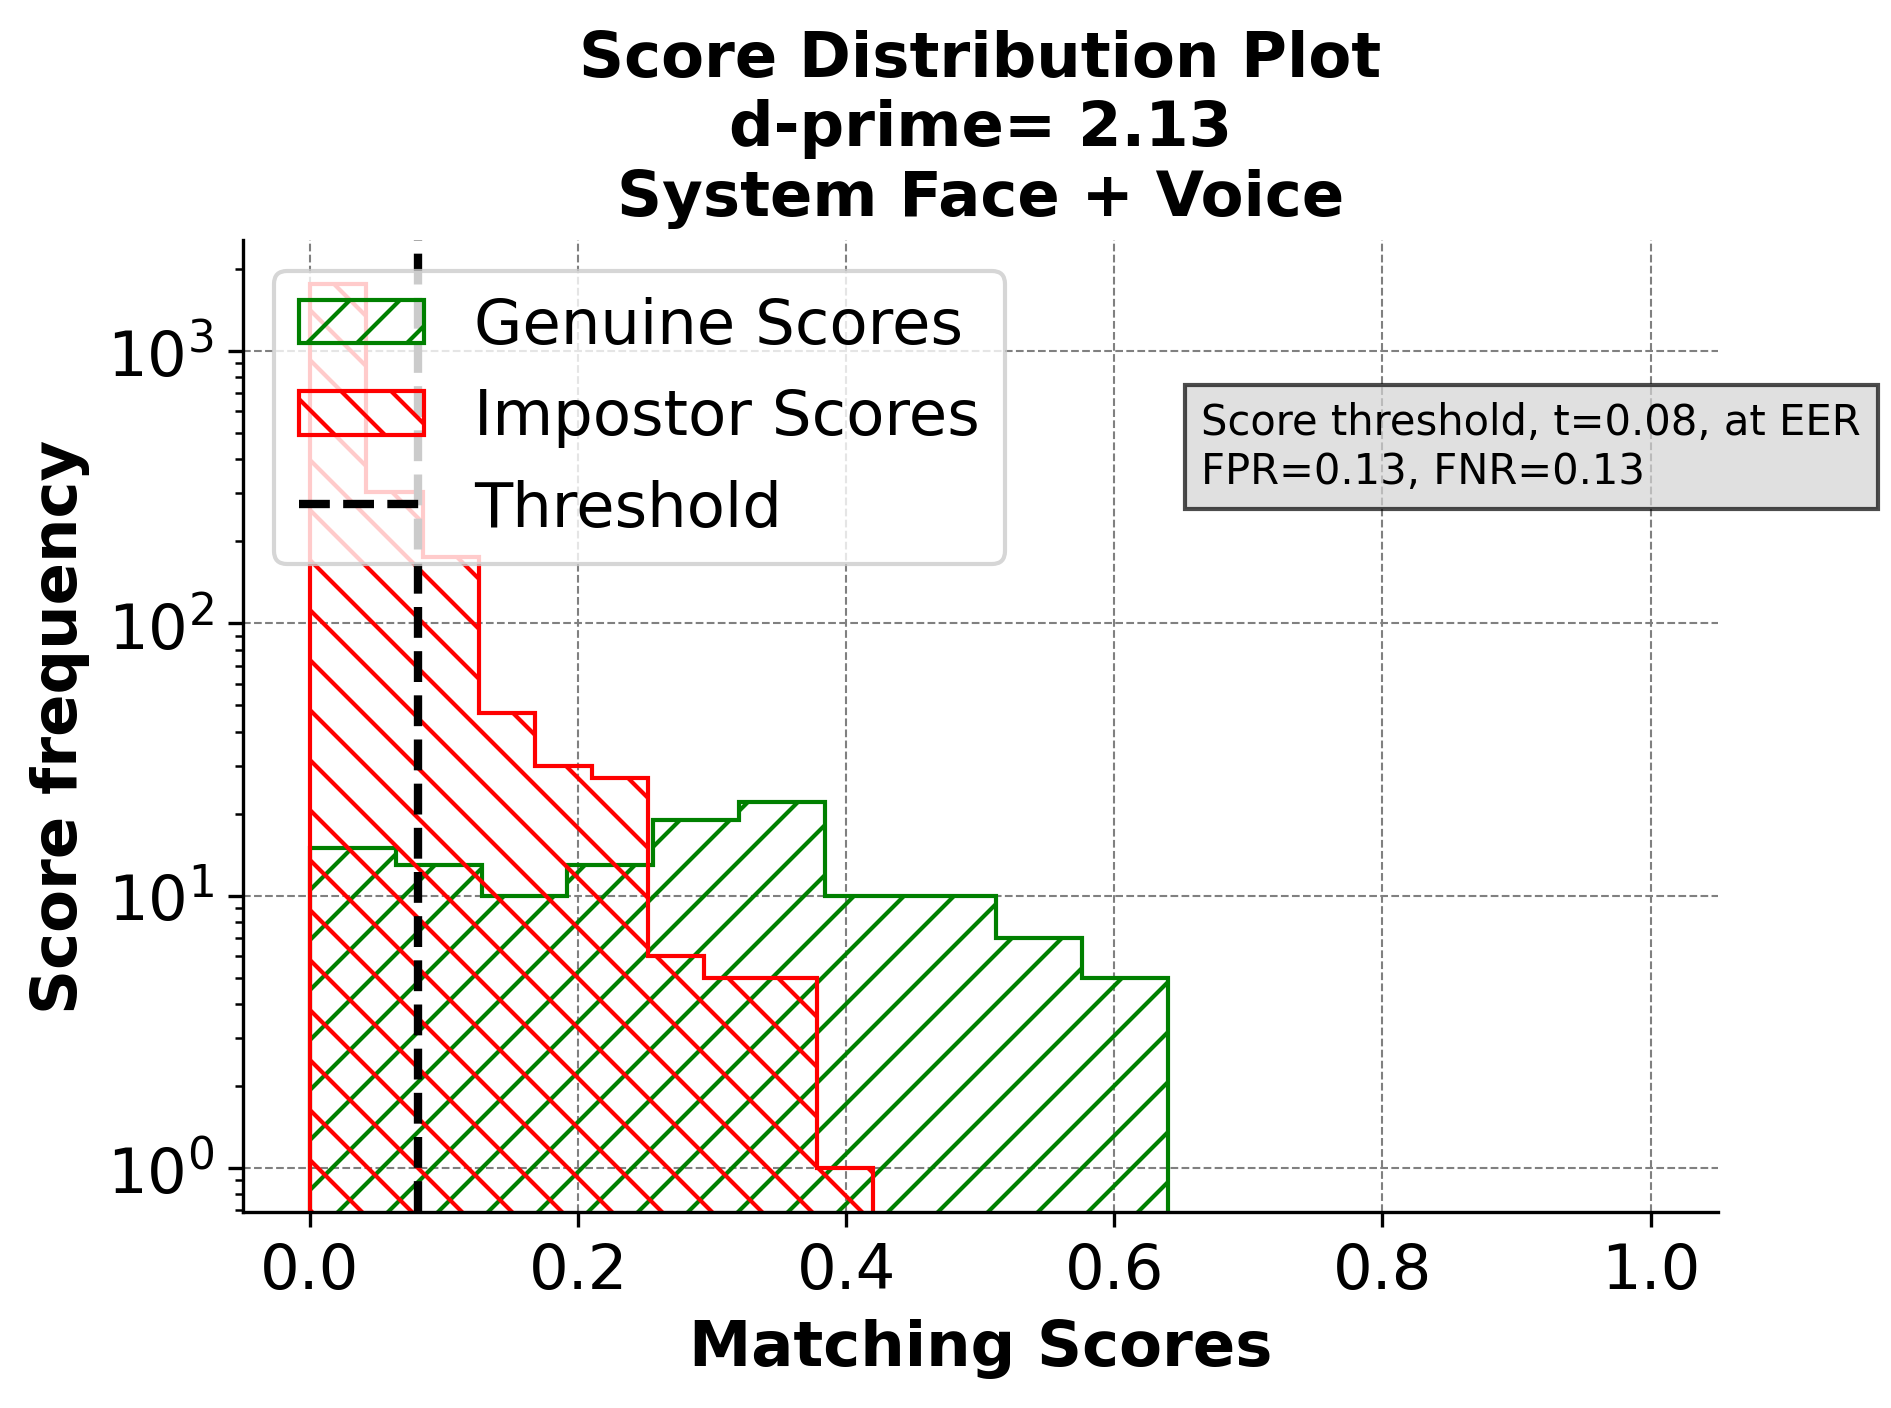 Score Distribution Plot
d-prime= 2.13
System Face + Voice
Genuine Scores
Impostor Scores
Threshold
Score threshold, t=0.08, at EER
FPR=0.13, FNR=0.13
Score frequency
10³
10²
10¹
10⁰
0.0 0.2 0.4 0.6 0.8 1.0
Matching Scores